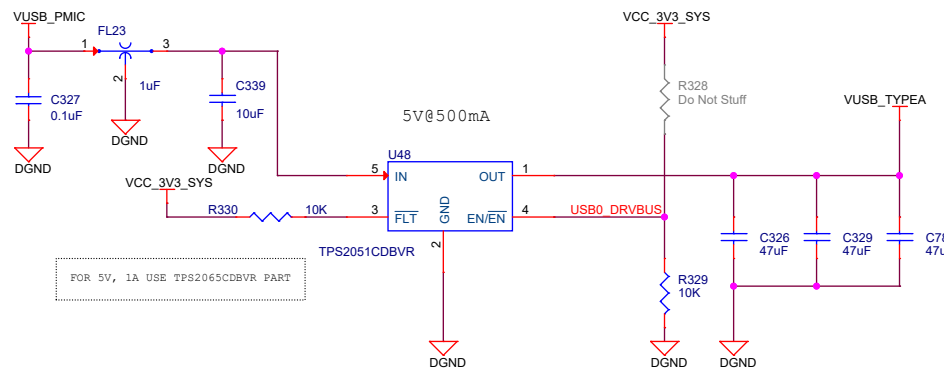 VUSB_PMIC
FL23
1
3
2
1uF
C327
0.1uF
DGND
DGND
C339
10uF
DGND
5V@500mA
VCC_3V3_SYS
R328
Do Not Stuff
VUSB_TYPEA
U48
5
IN
OUT
1
VCC_3V3_SYS
R330
10K
3
FLT
GND
EN/EN
4
USB0_DRVBUS
2
TPS2051CDBVR
C326
47uF
C329
47uF
C78
47u
R329
10K
FOR 5V, 1A USE TPS2065CDBVR PART
DGND
DGND
DGND